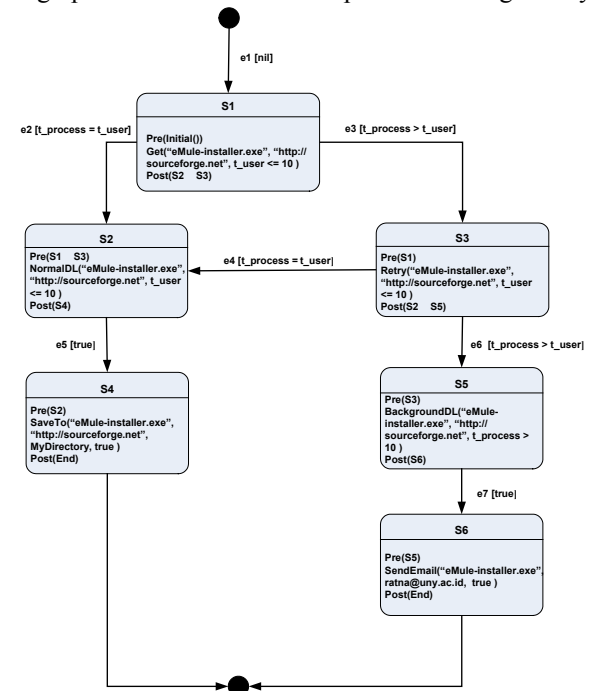 e1 [nil]
S1
Pre(Initial())
Get(“eMule-installer.exe”, “http://
sourceforge.net”, t_user <= 10 )
Post(S2 S3)
e2 [t_process = t_user]
e3 [t_process > t_user]
S2
Pre(S1 S3)
NormalDL(“eMule-installer.exe”,
“http://sourceforge.net”, t_user
<= 10 )
Post(S4)
e4 [t_process = t_user|
S3
Pre(S1)
Retry(“eMule-installer.exe”,
“http://sourceforge.net”, t_user
<= 10 )
Post(S2 S5)
e5 [true|
e6 [t_process > t_user|
S4
Pre(S2)
SaveTo(“eMule-installer.exe”,
“http://sourceforge.net”,
MyDirectory, true )
Post(End)
S5
Pre(S3)
BackgroundDL(“eMule-
installer.exe”, “http://
sourceforge.net”, t_process >
10 )
Post(S6)
e7 [true|
S6
Pre(S5)
SendEmail(“eMule-installer.exe”,
ratna@uny.ac.id, true )
Post(End)